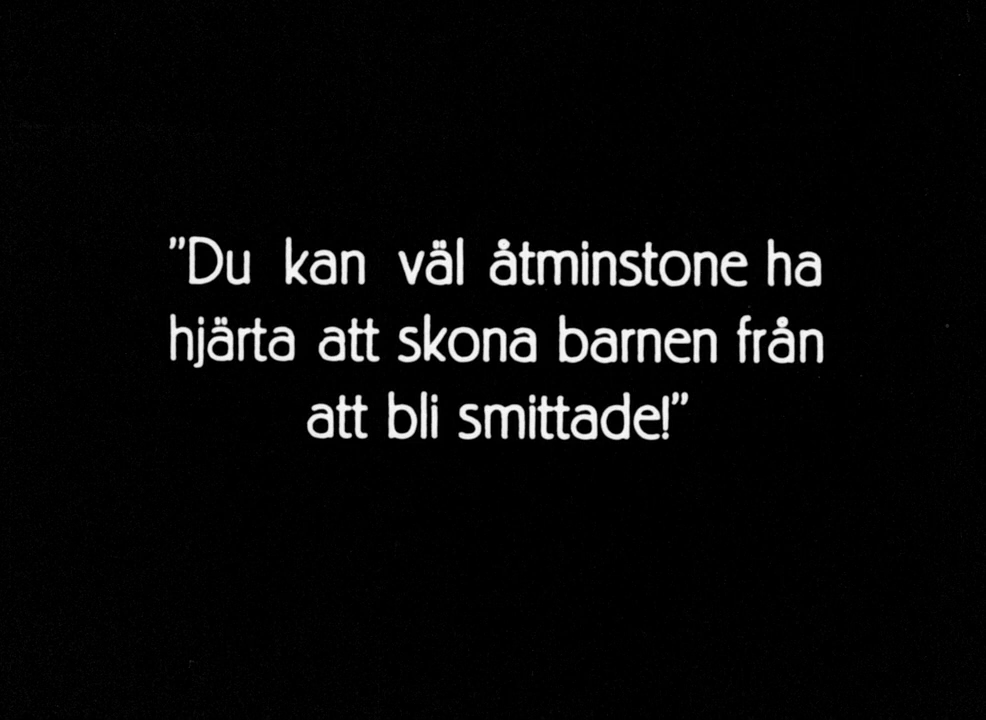 ”Du kan väl åtminstone ha
hjärta att skona barnen från
att bli smittade!”